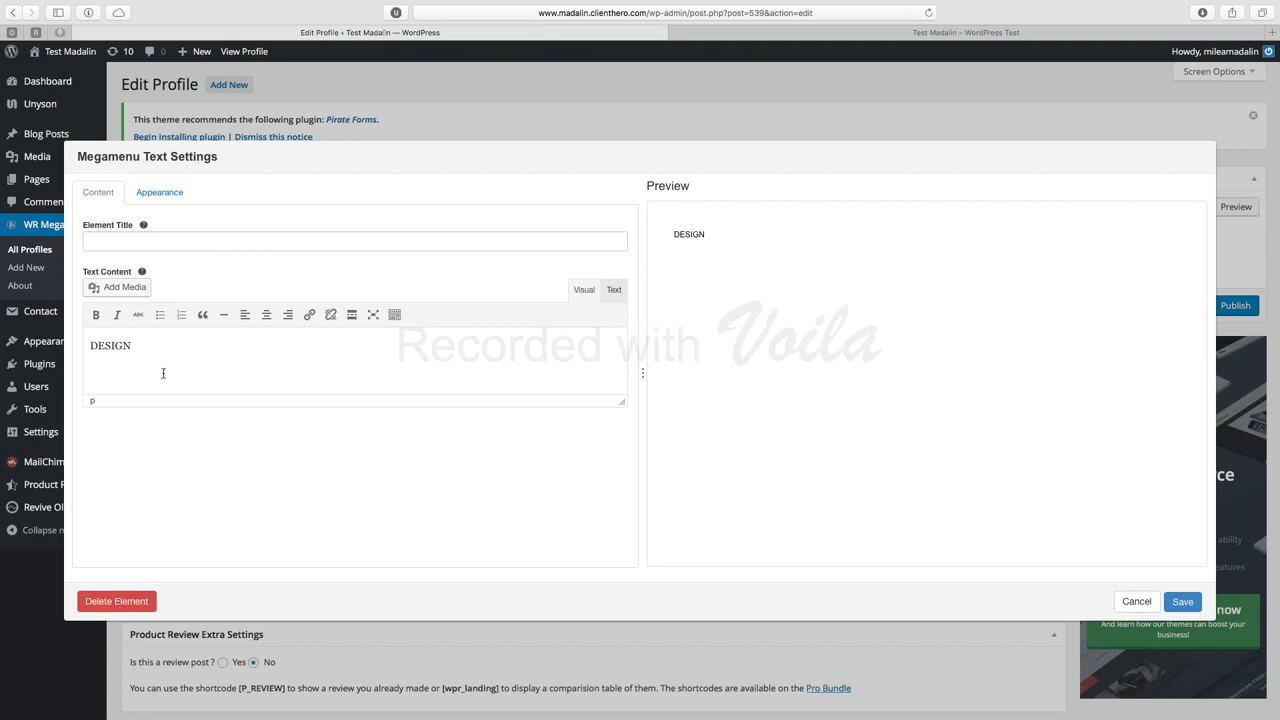 www.madalin.clienthero.com/wp-admin/post.php?post=539&action=edit
Edit Profile ‹ Test Madalin — WordPress
Test Madalin – WordPress Test
Test Madalin
10
0
New
View Profile
Howdy, mileamadalin
Dashboard
Unyson
Blog Posts
Media
Pages
Commen
WR Mega
All Profiles
Add New
About
Contact
Appearan
Plugins
Users
Tools
Settings
MailChim
Product R
Revive Ol
Collapse m
Edit Profile
Add New
Screen Options
This theme recommends the following plugin: Pirate Forms.
Begin installing plugin | Dismiss this notice
Megamenu Text Settings
Content
Appearance
Element Title
Text Content
Add Media
Visual
Text
B
I
ABC
DESIGN
p
Preview
DESIGN
Recorded with Voila
Delete Element
Cancel
Save
Preview
Publish
rce
ability
eatures
now
And learn how our themes can boost your
business!
Product Review Extra Settings
Is this a review post ?
Yes
No
You can use the shortcode [P_REVIEW] to show a review you already made or [wpr_landing] to display a comparision table of them. The shortcodes are available on the Pro Bundle